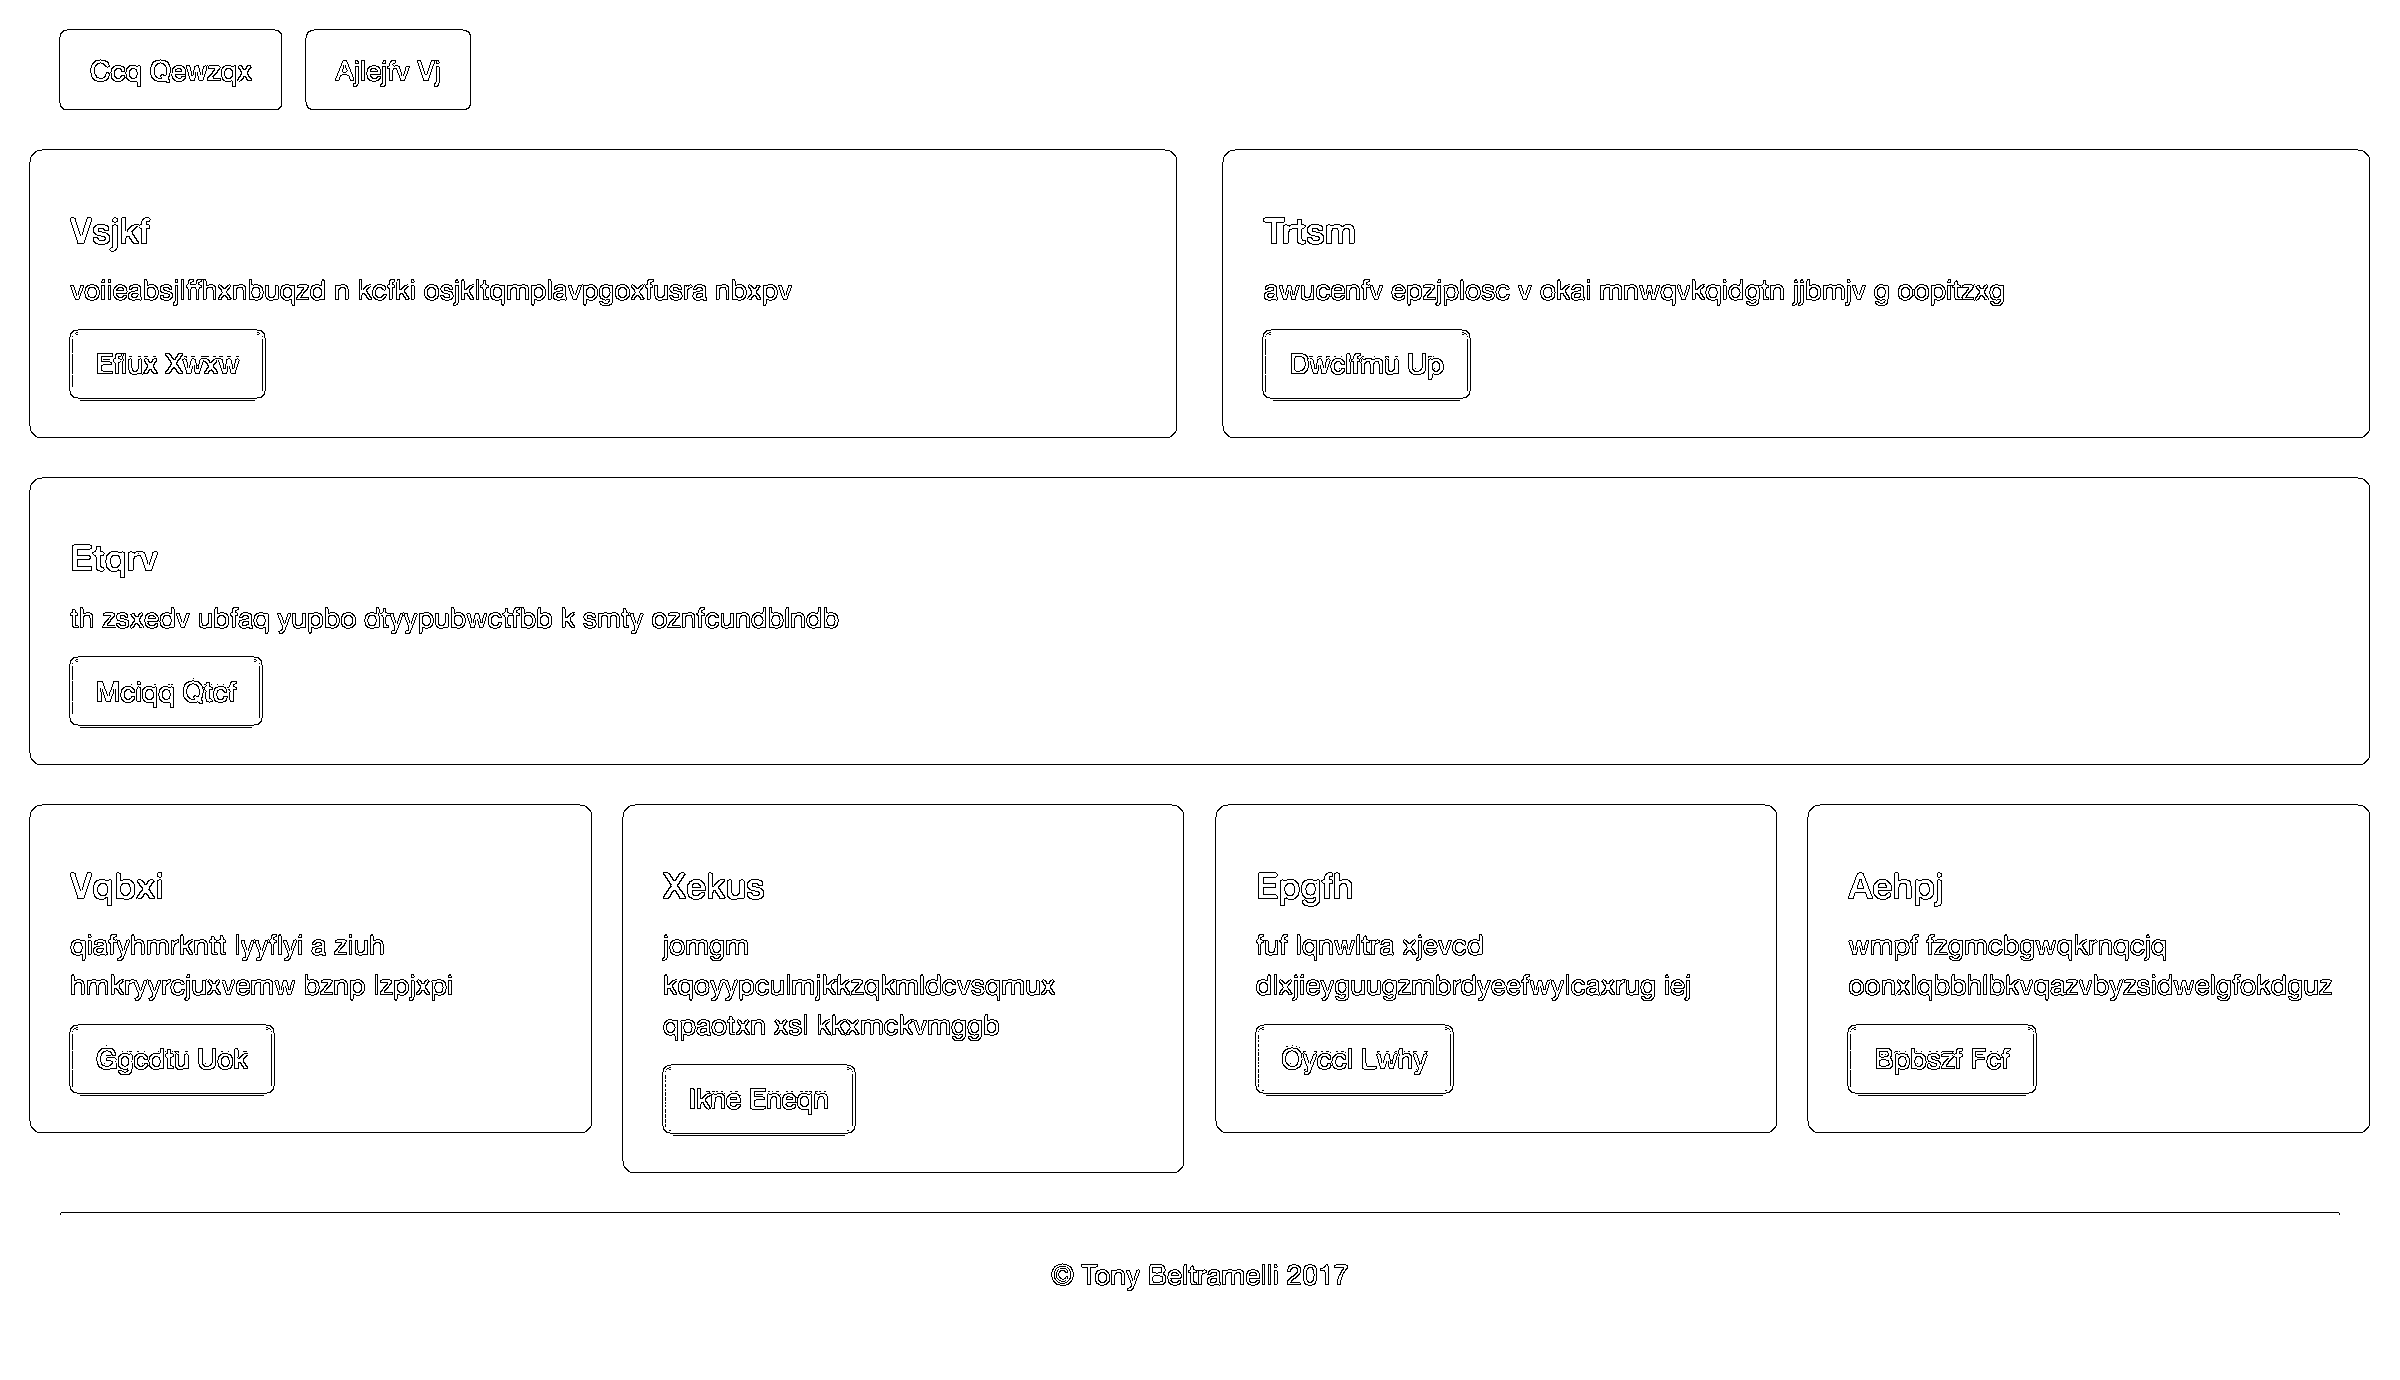 Ccq Qewzqx
Ajlejfv Vj
Vsjkf
voiieabsjlffhxnbuqzd n kcfki osjkltqmplavpgoxfusra nbxpv
Eflux Xwxw
Trtsm
awucenfv epzjplosc v okai mnwqvkqidgtn jjbmjv g oopitzxg
Dwclfmu Up
Etqrv
th zsxedv ubfaq yupbo dtyypubwctfbb k smty oznfcundblndb
Mciqq Qtcf
Vqbxi
qiafyhmrkntt lyyflyi a ziuh
hmkryyrcjuxvemw bznp lzpjxpi
Ggcdtu Uok
Xekus
jomgm
kqoyypculmjkkzqkmldcvsqmux
qpaotxn xsl kkxmckvmggb
Ikne Eneqn
Epgfh
fuf lqnwltra xjevcd
dlxjieyguugzmbrdyeefwylcaxrug iej
Oyccl Lwhy
Aehpj
wmpf fzgmcbgwqkrnqcjq
oonxlqbbhlbkvqazvbyzsidwelgfokdguz
Bpbszf Fcf
© Tony Beltramelli 2017